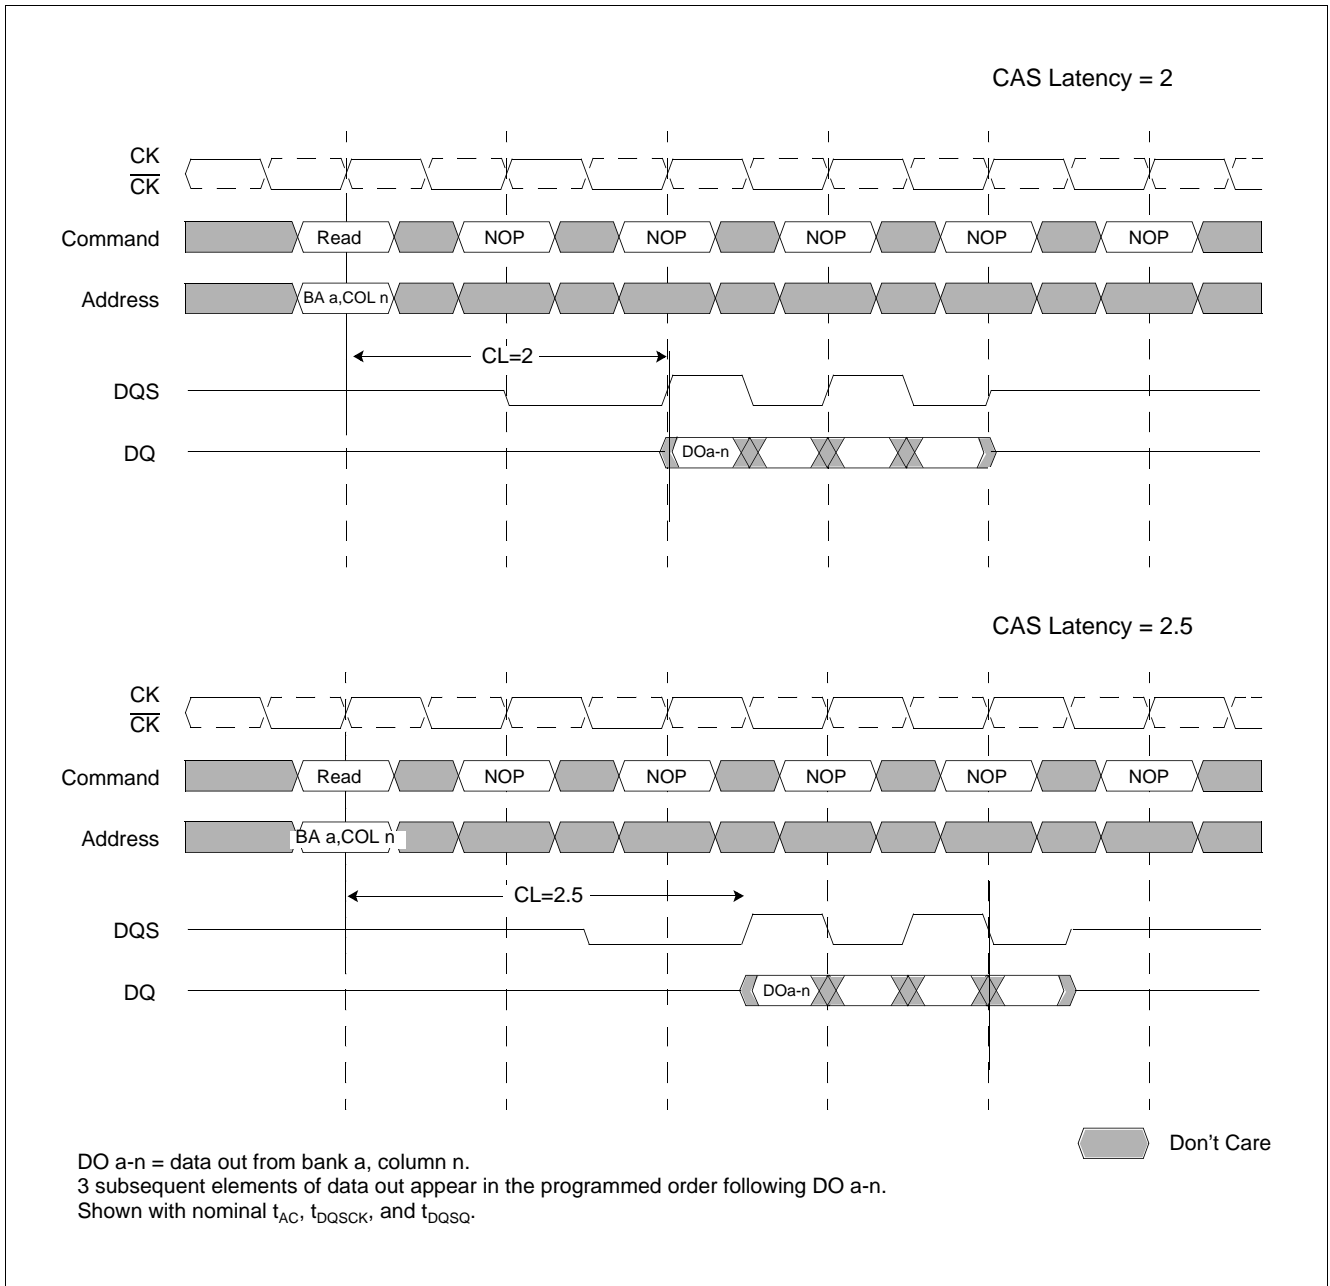 CAS Latency = 2
CK
CK
Command Read NOP NOP NOP NOP NOP
Address BA a,COL n
CL=2
DQS
DQ DOa-n
CAS Latency = 2.5
CK
CK
Command Read NOP NOP NOP NOP NOP
Address BA a,COL n
CL=2.5
DQS
DQ DOa-n
Don't Care
DO a-n = data out from bank a, column n.
3 subsequent elements of data out appear in the programmed order following DO a-n.
Shown with nominal tAC, tDQSCK, and tDQSQ.